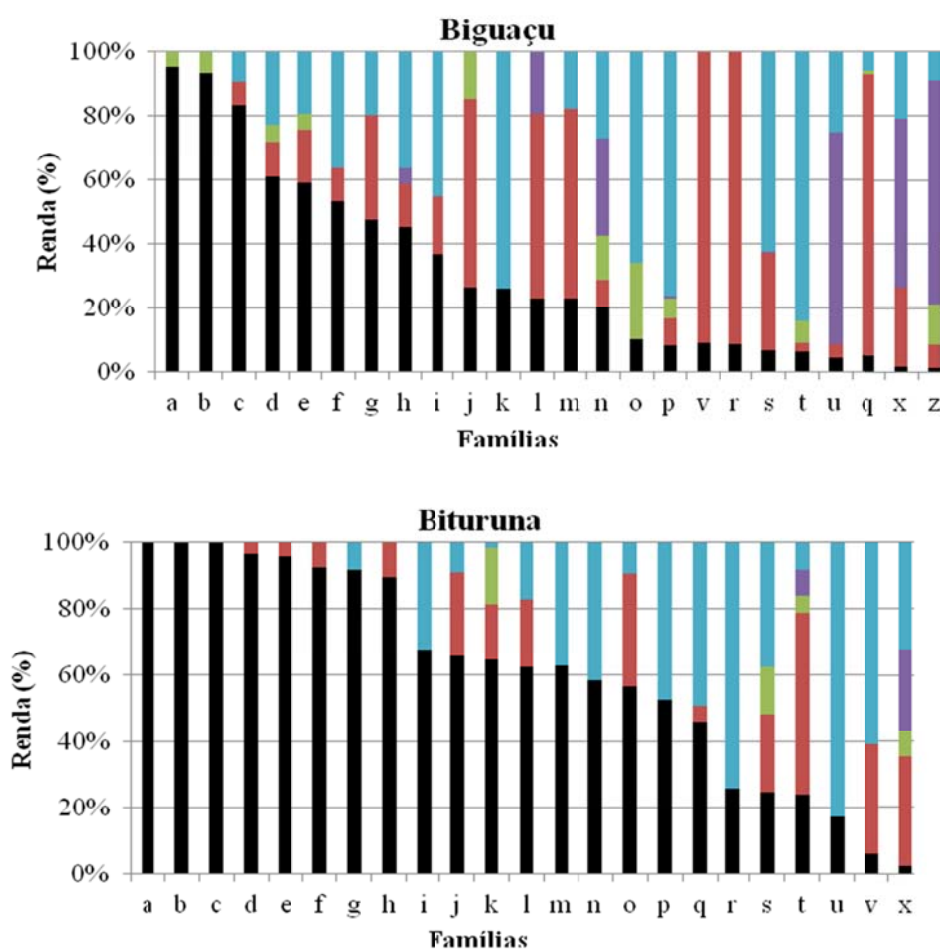 Biguaçu
100%
80%
60%
40%
20%
0%
Renda (%)
a b c d e f g h i j k l m n o p v r s t u q x z
Famílias
Bituruna
100%
80%
60%
40%
20%
0%
Renda (%)
a b c d e f g h i j k l m n o p q r s t u v x
Famílias